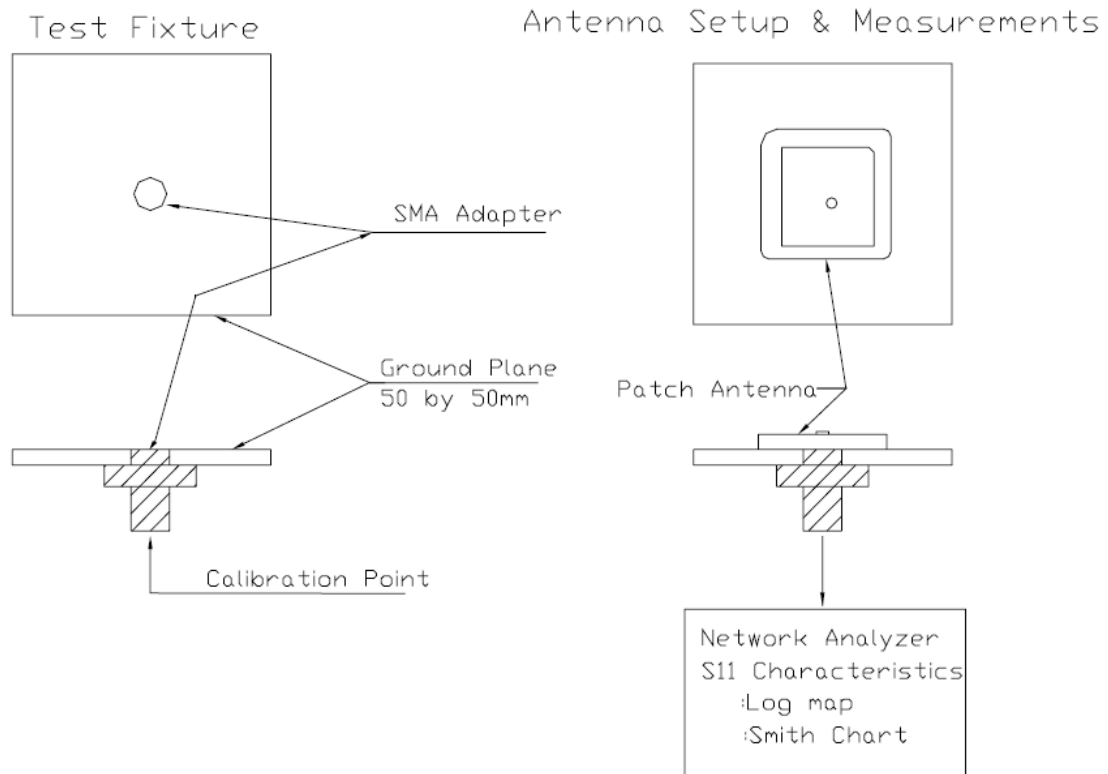 Test Fixture
Antenna Setup & Measurements
SMA Adapter
Ground Plane
50 by 50mm
Patch Antenna
Calibration Point
Network Analyzer
S11 Characteristics
:Log map
:Smith Chart